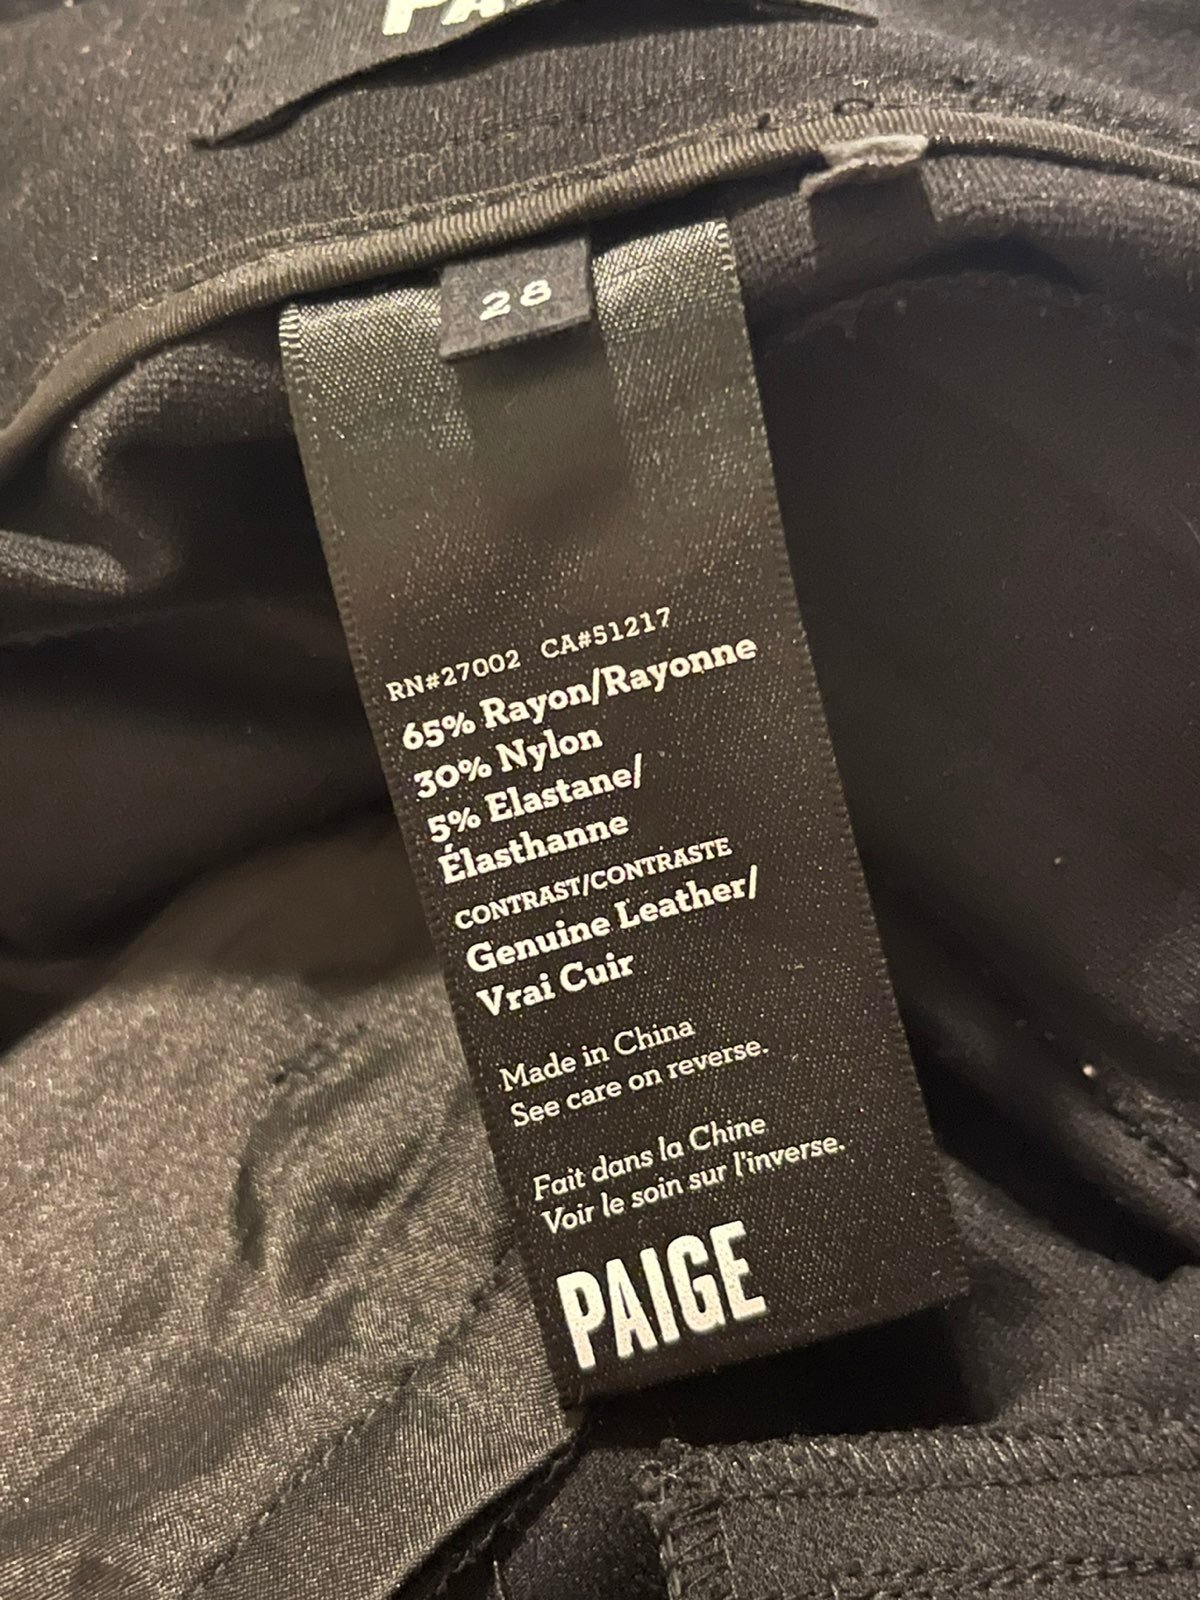 28
RN#27002 CA#51217
65% Rayon/Rayonne
30% Nylon
5% Elastane/
Élasthanne
CONTRAST/CONTRASTE
Genuine Leather/
Vrai Cuir
Made in China
See care on reverse.
Fait dans la Chine
Voir le soin sur l'inverse.
PAIGE